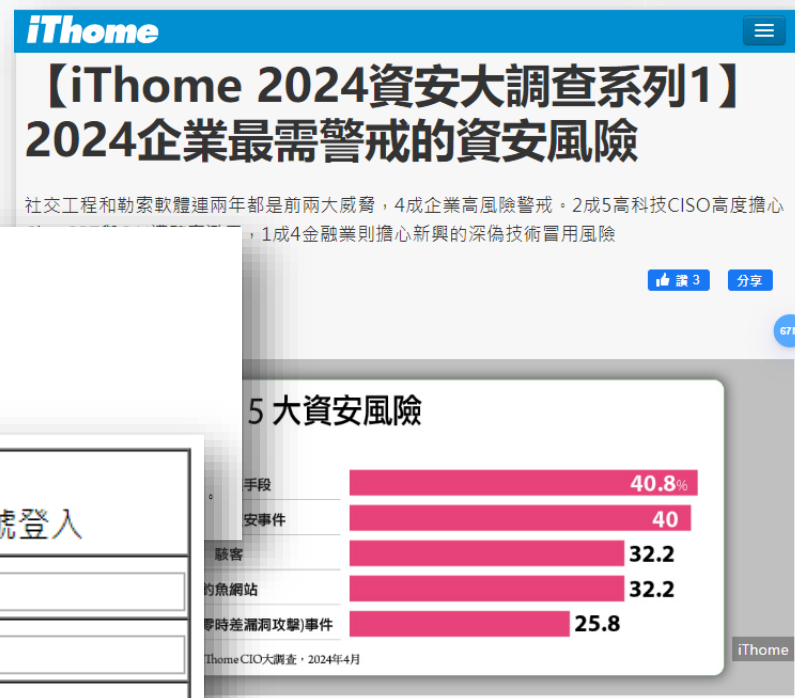 iThome
【iThome 2024資安大調查系列1】
2024企業最需警戒的資安風險
社交工程和勒索軟體連兩年都是前兩大威脅，4成企業高風險警戒。2成5高科技CISO高度擔心
，1成4金融業則擔心新興的深偽技術冒用風險
讚 3 分享
5 大資安風險
手段 40.8%
安事件 40
駭客 32.2
魚網站 32.2
零時差漏洞攻擊)事件 25.8
CIO大調查，2024年4月
iThome
。
號登入